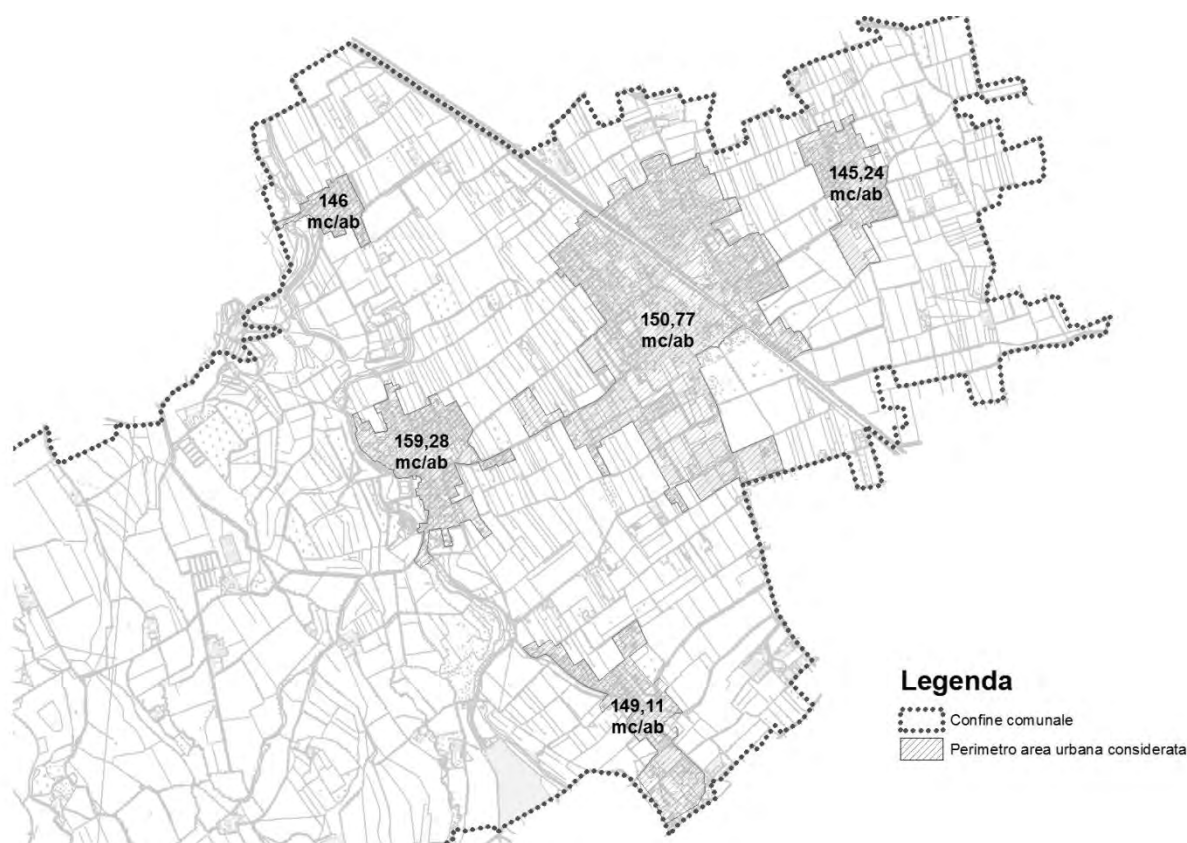 145,24
mc/ab
146
mc/ab
150,77
mc/ab
159,28
mc/ab
149,11
mc/ab
Legenda
Confine comunale
Perimetro area urbana considerata